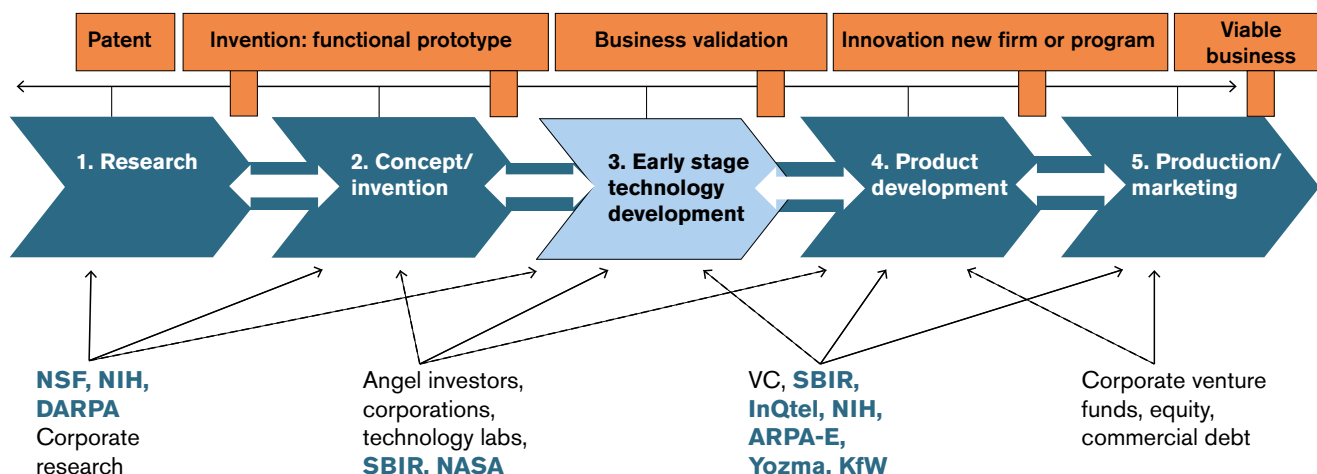 Patent
Invention: functional prototype
Business validation
Innovation new firm or program
Viable
business
1. Research
2. Concept/
invention
3. Early stage
technology
development
4. Product
development
5. Production/
marketing
NSF, NIH,
DARPA
Corporate
research
Angel investors,
corporations,
technology labs,
SBIR, NASA
VC, SBIR,
InQtel, NIH,
ARPA-E,
Yozma, KfW
Corporate venture
funds, equity,
commercial debt